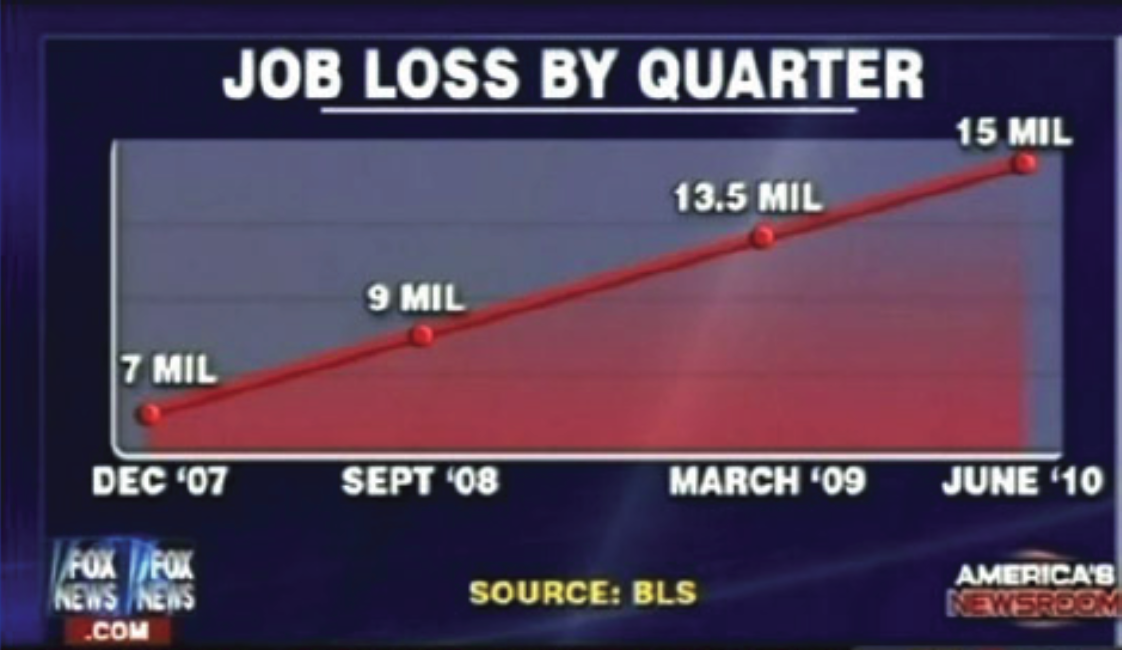 JOB LOSS BY QUARTER
15 MIL
13.5 MIL
9 MIL
7 MIL
DEC '07 SEPT '08 MARCH '09 JUNE '10
FOX NEWS FOX NEWS
.COM
SOURCE: BLS
AMERICA'S
NEWSROOM